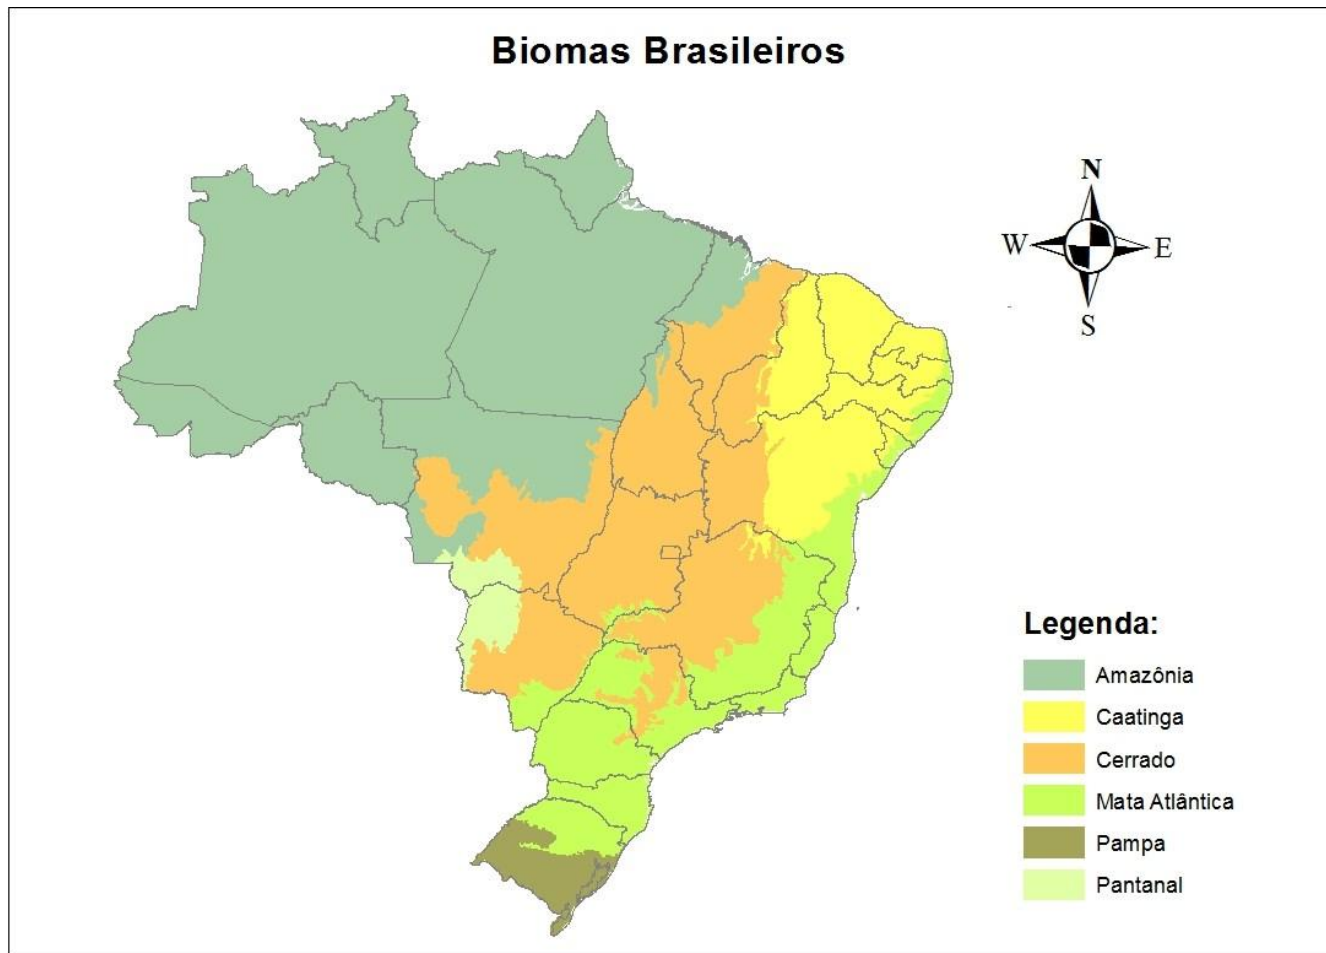 Biomas Brasileiros
N
W
E
S
Legenda:
Amazônia
Caatinga
Cerrado
Mata Atlântica
Pampa
Pantanal